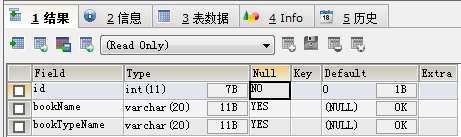 1 结果 2 信息 3 表数据 4 Info 5 历史
(Read Only)
Field Type Null Key Default Extra
id int(11) 7B NO 0 1B
bookName varchar(20) 11B YES (NULL) 0K
bookTypeName varchar(20) 11B YES (NULL) 0K